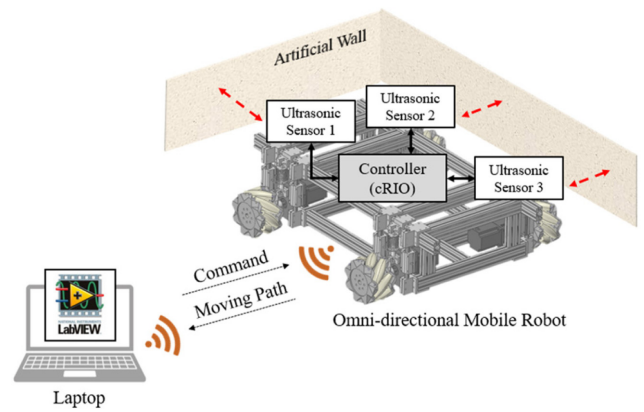 Artificial Wall
Ultrasonic
Sensor 1
Ultrasonic
Sensor 2
Controller
(cRIO)
Ultrasonic
Sensor 3
Command
Moving Path
Omni-directional Mobile Robot
LabVIEW
Laptop